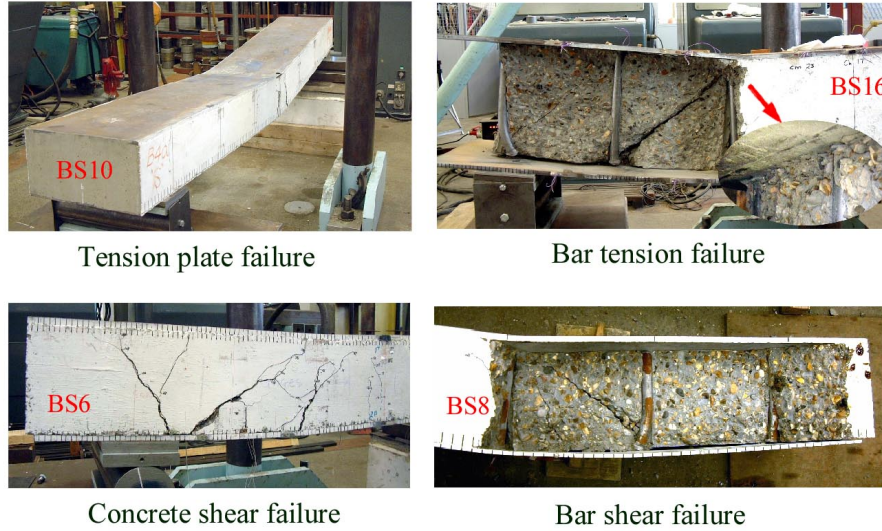 BS10
BS16
Tension plate failure
Bar tension failure
BS6
BS8
Concrete shear failure
Bar shear failure